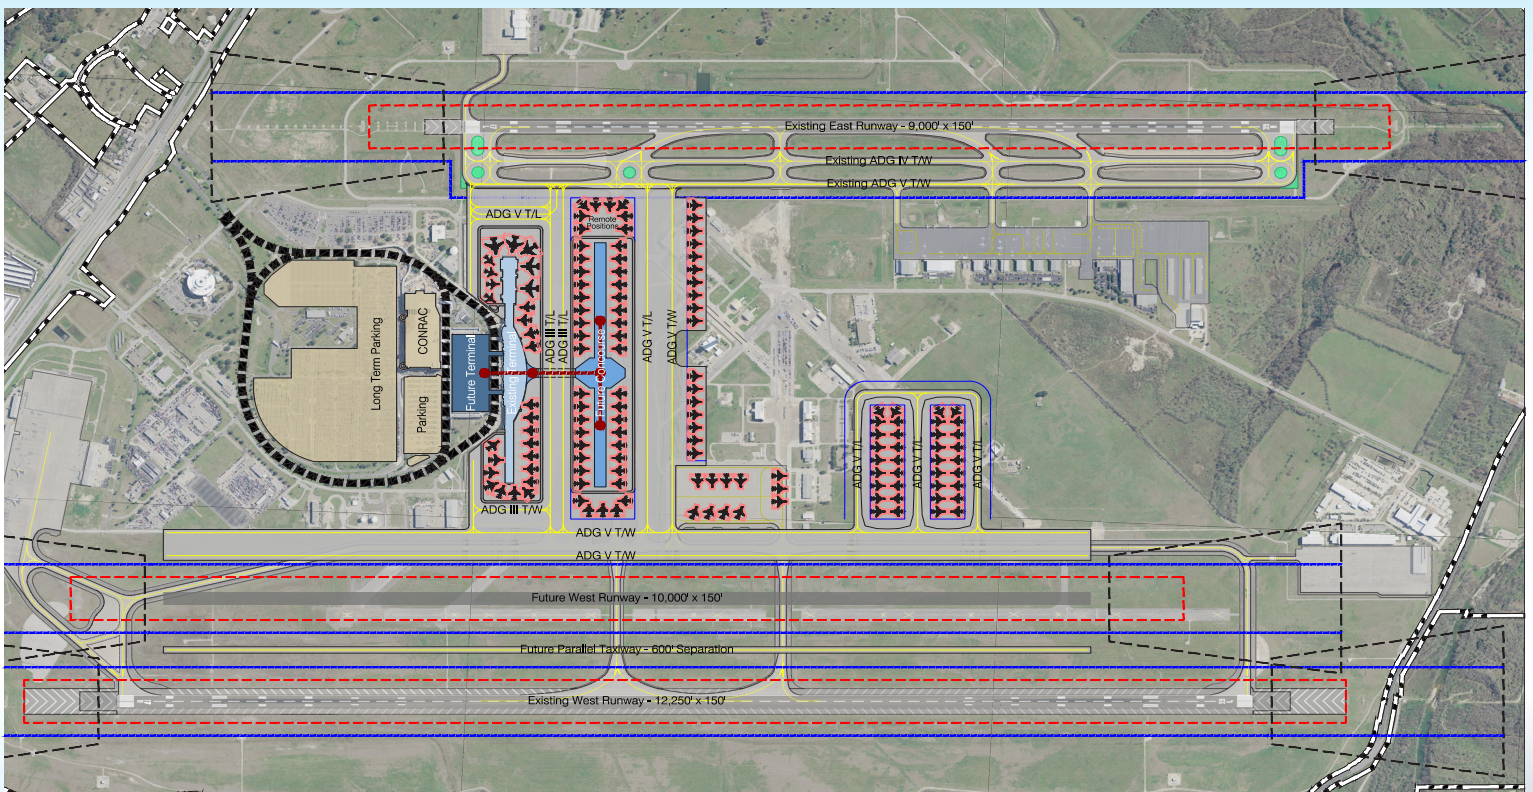 Existing East Runway - 9,000' x 150'
Existing ADG IV T/W
Existing ADG V T/W
ADG V T/L
Remote
Positions
Long Term Parking
CONRAC
Parking
Future Terminal
Existing Terminal
ADG III T/L
ADG III T/L
Future Concourse
ADG V T/L
ADG V T/W
ADG V T/L
ADG V T/L
ADG V T/L
ADG III T/W
ADG V T/W
ADG V T/W
Future West Runway - 10,000' x 150'
Future Parallel Taxiway - 600' Separation
Existing West Runway - 12,250' x 150'